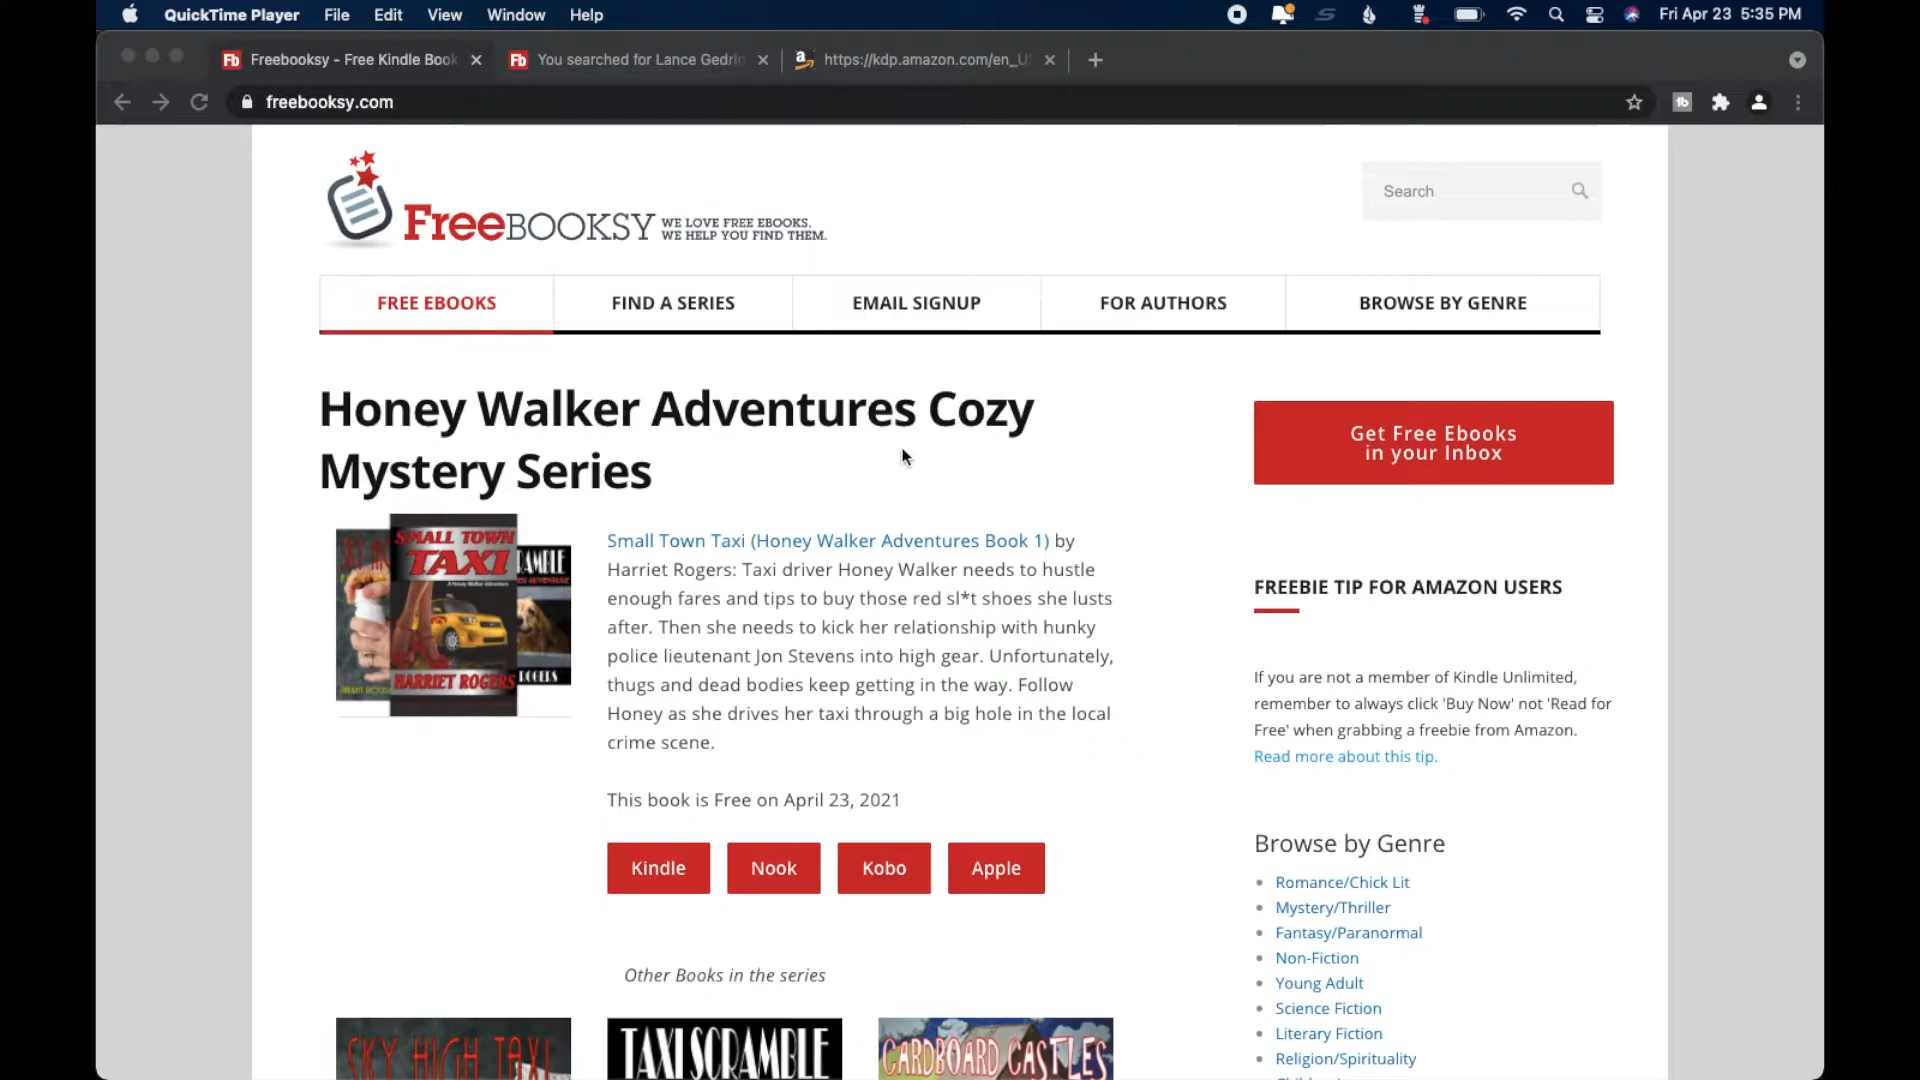 QuickTime Player File Edit View Window Help Fri Apr 23 5:35 PM
Fb Freebooksy - Free Kindle Book Fb You searched for Lance Gedrin https://kdp.amazon.com/en_U
freebooksy.com
FreeBOOKSY WE LOVE FREE EBOOKS.
WE HELP YOU FIND THEM.
Search
FREE EBOOKS FIND A SERIES EMAIL SIGNUP FOR AUTHORS BROWSE BY GENRE
Honey Walker Adventures Cozy
Mystery Series
SMALL TOWN
TAXI
A Honey Walker Adventure
HARRIET ROGERS
Small Town Taxi (Honey Walker Adventures Book 1) by
Harriet Rogers: Taxi driver Honey Walker needs to hustle
enough fares and tips to buy those red sl*t shoes she lusts
after. Then she needs to kick her relationship with hunky
police lieutenant Jon Stevens into high gear. Unfortunately,
thugs and dead bodies keep getting in the way. Follow
Honey as she drives her taxi through a big hole in the local
crime scene.
This book is Free on April 23, 2021
Kindle Nook Kobo Apple
Other Books in the series
SKY HIGH TAXI
TAXI SCRAMBLE
CARDBOARD CASTLES
Get Free Ebooks
in your Inbox
FREEBIE TIP FOR AMAZON USERS
If you are not a member of Kindle Unlimited,
remember to always click 'Buy Now' not 'Read for
Free' when grabbing a freebie from Amazon.
Read more about this tip.
Browse by Genre
Romance/Chick Lit
Mystery/Thriller
Fantasy/Paranormal
Non-Fiction
Young Adult
Science Fiction
Literary Fiction
Religion/Spirituality